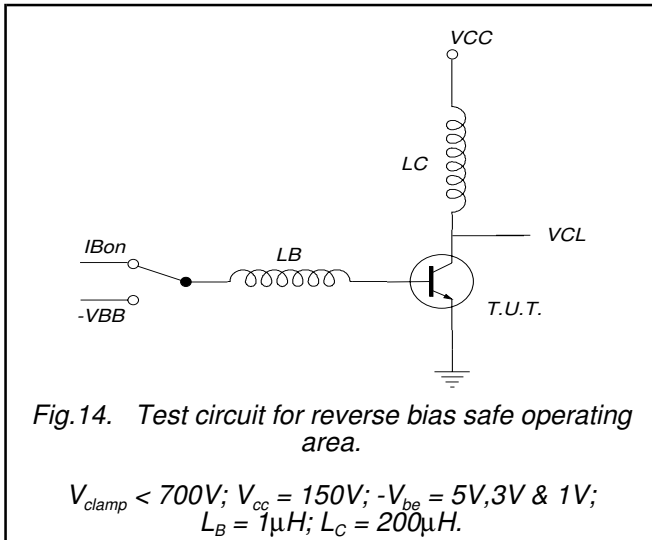 VCC
LC
IBon
LB
VCL
-VBB
T.U.T.
Fig.14. Test circuit for reverse bias safe operating
area.
Vclamp < 700V; Vcc = 150V; -Vbe = 5V,3V & 1V;
LB = 1μH; LC = 200μH.